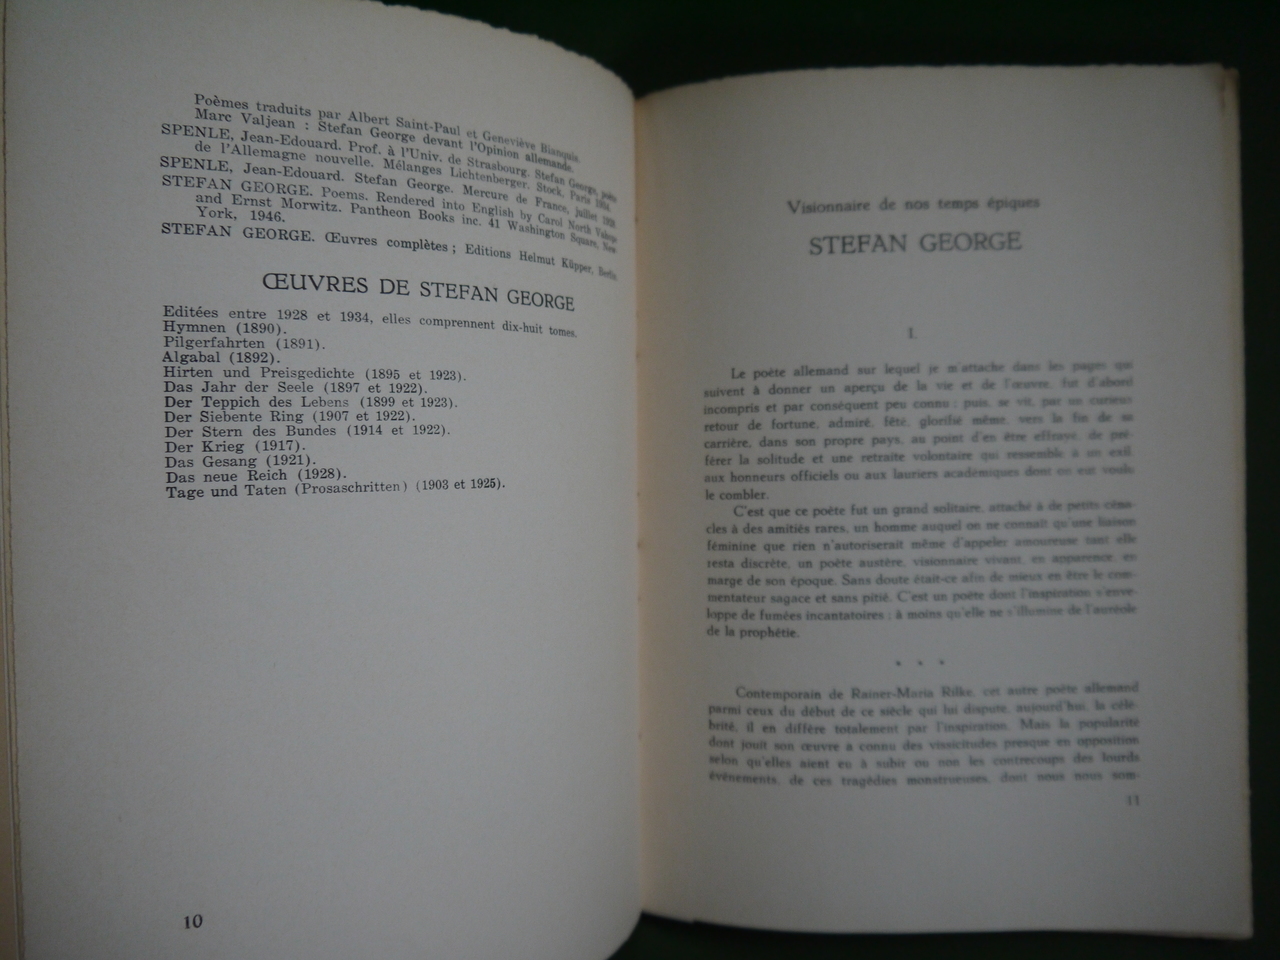 Poèmes traduits par Albert Saint-Paul et Geneviève Bianquis
Marc Valjean : Stefan George devant l'Opinion allemande.
SPENLE, Jean-Edouard. Prof. à l'Univ. de Strasbourg. Stefan George, poète
de l'Allemagne nouvelle. Mélanges Lichtenberger. Stock, Paris
SPENLE, Jean-Edouard. Stefan George. Mercure de France, juillet
STEFAN GEORGE. Poems. Rendered into English by Carol North Valhope
and Ernst Morwitz. Pantheon Books inc. 41 Washington Square, New
York, 1946.
STEFAN GEORGE. Œuvres complètes ; Editions Helmut Küpper, Berlin
ŒUVRES DE STEFAN GEORGE
Editées entre 1928 et 1934, elles comprennent dix-huit tomes.
Hymnen (1890).
Pilgerfahrten (1891).
Algabal (1892).
Hirten und Preisgedichte (1895 et 1923).
Das Jahr der Seele (1897 et 1922).
Der Teppich des Lebens (1899 et 1923).
Der Siebente Ring (1907 et 1922).
Der Stern des Bundes (1914 et 1922).
Der Krieg (1917).
Das Gesang (1921).
Das neue Reich (1928).
Tage und Taten (Prosaschritten) (1903 et 1925).
10
Visionnaire de nos temps épiques
STEFAN GEORGE
I.
Le poète allemand sur lequel je m'attache dans les pages qui
suivent à donner un aperçu de la vie et de l'œuvre, fut d'abord
incompris et par conséquent peu connu ; puis, se vit, par un curieux
retour de fortune, admiré, fêté, glorifié même, vers la fin de sa
carrière, dans son propre pays, au point d'en être effrayé, de pré-
férer la solitude et une retraite volontaire qui ressemble à un exil
aux honneurs officiels ou aux lauriers académiques dont on eut voulu
le combler.
C'est que ce poète fut un grand solitaire, attaché à de petits céna-
cles à des amitiés rares, un homme auquel on ne connaît qu'une liaison
féminine que rien n'autoriserait même d'appeler amoureuse tant elle
resta discrète, un poète austère, visionnaire vivant, en apparence, en
marge de son époque. Sans doute était-ce afin de mieux en être le com-
mentateur sagace et sans pitié. C'est un poète dont l'inspiration s'enve-
loppe de fumées incantatoires ; à moins qu'elle ne s'illumine de l'auréole
de la prophétie.
* * *
Contemporain de Rainer-Maria Rilke, cet autre poète allemand
parmi ceux du début de ce siècle qui lui dispute, aujourd'hui, la célé-
brité, il en diffère totalement par l'inspiration. Mais la popularité
dont jouit son œuvre à connu des vissicitudes presque en opposition
selon qu'elles aient eu à subir ou non les contrecoups des lourds
événements, de ces tragédies monstrueuses, dont nous nous som-
11